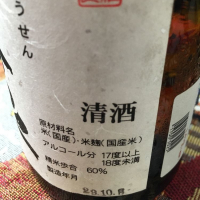 うせん
清酒
原材料名
米(国産)・米麹(国産米)
アルコール分 17度以上
18度未満
精米歩合 60%
製造年月
29.10.